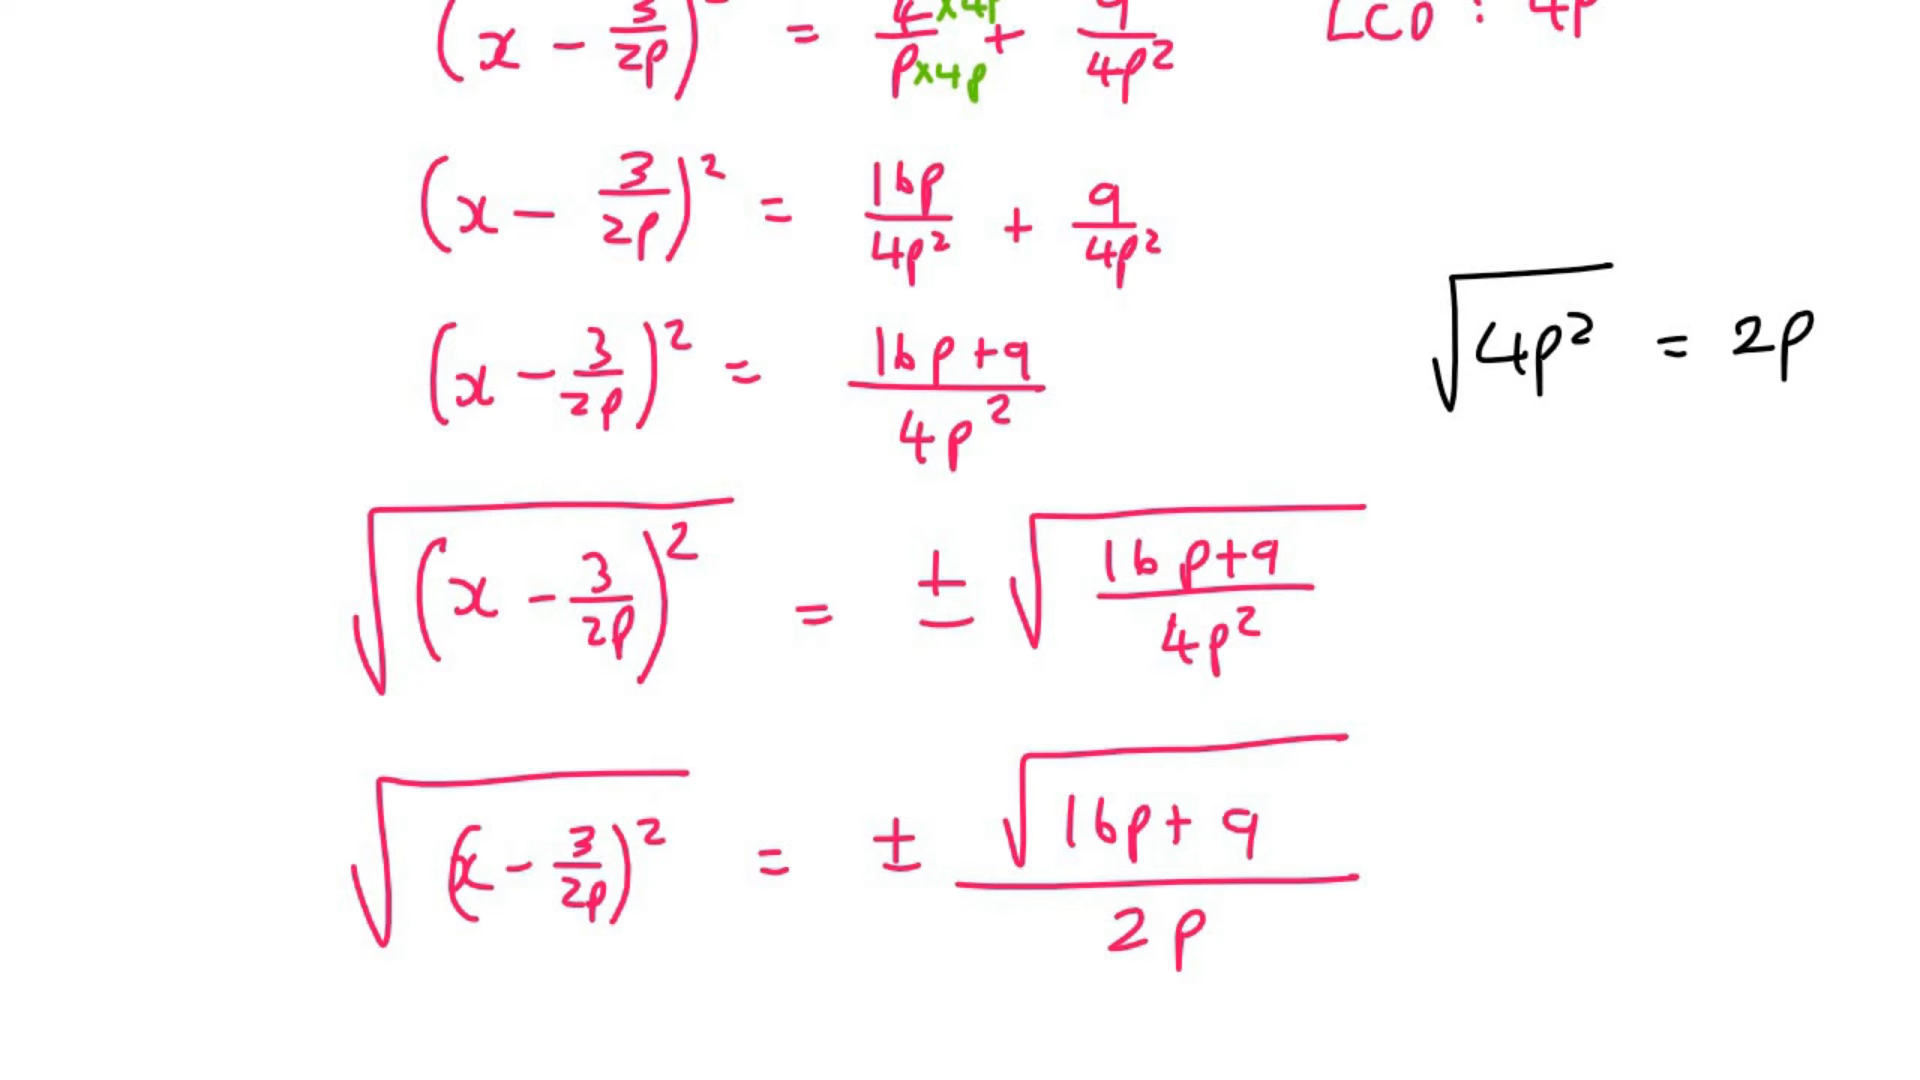 (x - 3/2p)² = 4×4p/p×4p + 9/4p² LCD : 4p
(x - 3/2p)² = 16p/4p² + 9/4p²
√4p² = 2p
(x - 3/2p)² = 16p+9/4p²
√(x - 3/2p)² = ± √16p+9/4p²
√(x - 3/2p)² = ± √16p+9/2p